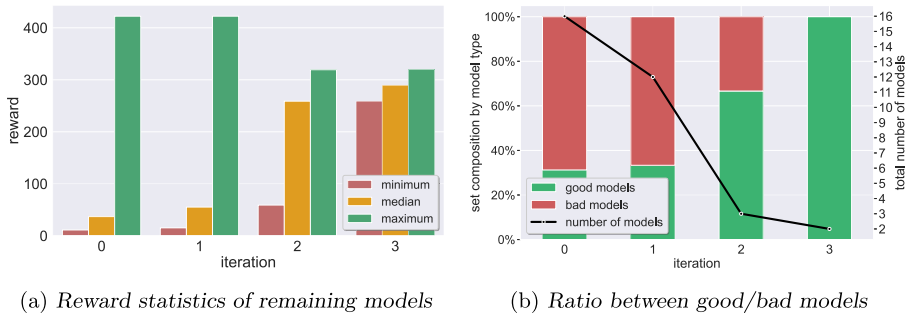 400
300
200
100
0
reward
minimum
median
maximum
0 1 2 3
iteration
(a) Reward statistics of remaining models
100%
80%
60%
40%
20%
0%
set composition by model type
good models
bad models
number of models
0 1 2 3
iteration
16
15
14
13
12
11
10
9
8
7
6
5
4
3
2
total number of models
(b) Ratio between good/bad models